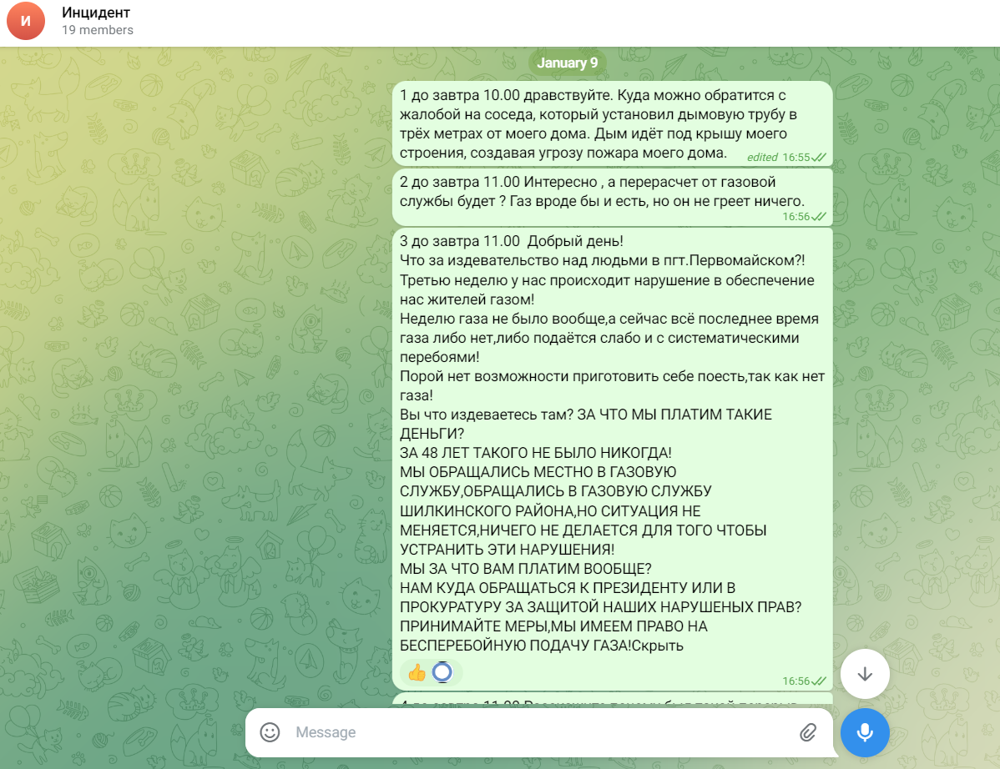 И
Инцидент
19 members
January 9
1 до завтра 10.00 дравствуйте. Куда можно обратится с
жалобой на соседа, который установил дымовую трубу в
трёх метрах от моего дома. Дым идёт под крышу моего
строения, создавая угрозу пожара моего дома.
edited 16:55
2 до завтра 11.00 Интересно , а перерасчет от газовой
службы будет ? Газ вроде бы и есть, но он не греет ничего.
16:56
3 до завтра 11.00 Добрый день!
Что за издевательство над людьми в пгт.Первомайском?!
Третью неделю у нас происходит нарушение в обеспечение
нас жителей газом!
Неделю газа не было вообще,а сейчас всё последнее время
газа либо нет,либо подаётся слабо и с систематическими
перебоями!
Порой нет возможности приготовить себе поесть,так как нет
газа!
Вы что издеваетесь там? ЗА ЧТО МЫ ПЛАТИМ ТАКИЕ
ДЕНЬГИ?
ЗА 48 ЛЕТ ТАКОГО НЕ БЫЛО НИКОГДА!
МЫ ОБРАЩАЛИСЬ МЕСТНО В ГАЗОВУЮ
СЛУЖБУ,ОБРАЩАЛИСЬ В ГАЗОВУЮ СЛУЖБУ
ШИЛКИНСКОГО РАЙОНА,НО СИТУАЦИЯ НЕ
МЕНЯЕТСЯ,НИЧЕГО НЕ ДЕЛАЕТСЯ ДЛЯ ТОГО ЧТОБЫ
УСТРАНИТЬ ЭТИ НАРУШЕНИЯ!
МЫ ЗА ЧТО ВАМ ПЛАТИМ ВООБЩЕ?
НАМ КУДА ОБРАЩАТЬСЯ К ПРЕЗИДЕНТУ ИЛИ В
ПРОКУРАТУРУ ЗА ЗАЩИТОЙ НАШИХ НАРУШЕНЫХ ПРАВ?
ПРИНИМАЙТЕ МЕРЫ,МЫ ИМЕЕМ ПРАВО НА
БЕСПЕРЕБОЙНУЮ ПОДАЧУ ГАЗА!Скрыть
16:56
4 до завтра 11.00
Message